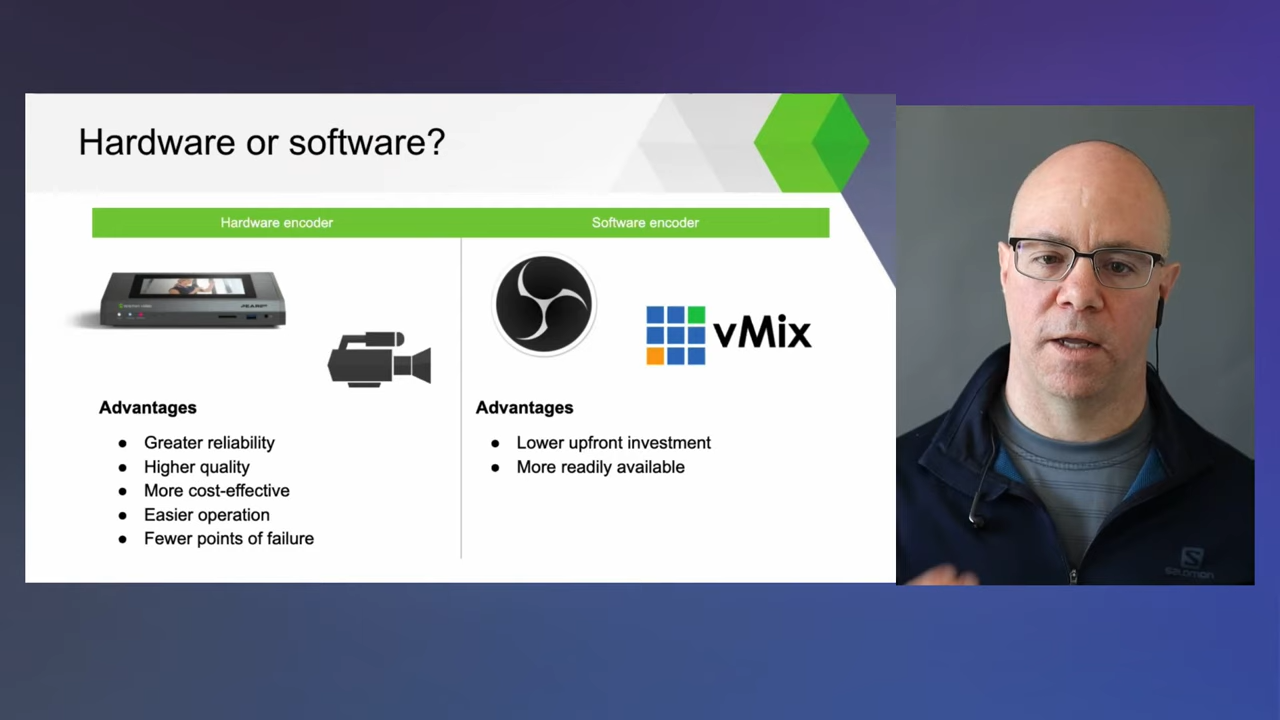 Hardware or software?
Hardware encoder
Software encoder
vMix
Advantages
Greater reliability
Higher quality
More cost-effective
Easier operation
Fewer points of failure
Advantages
Lower upfront investment
More readily available
S
SALOMON